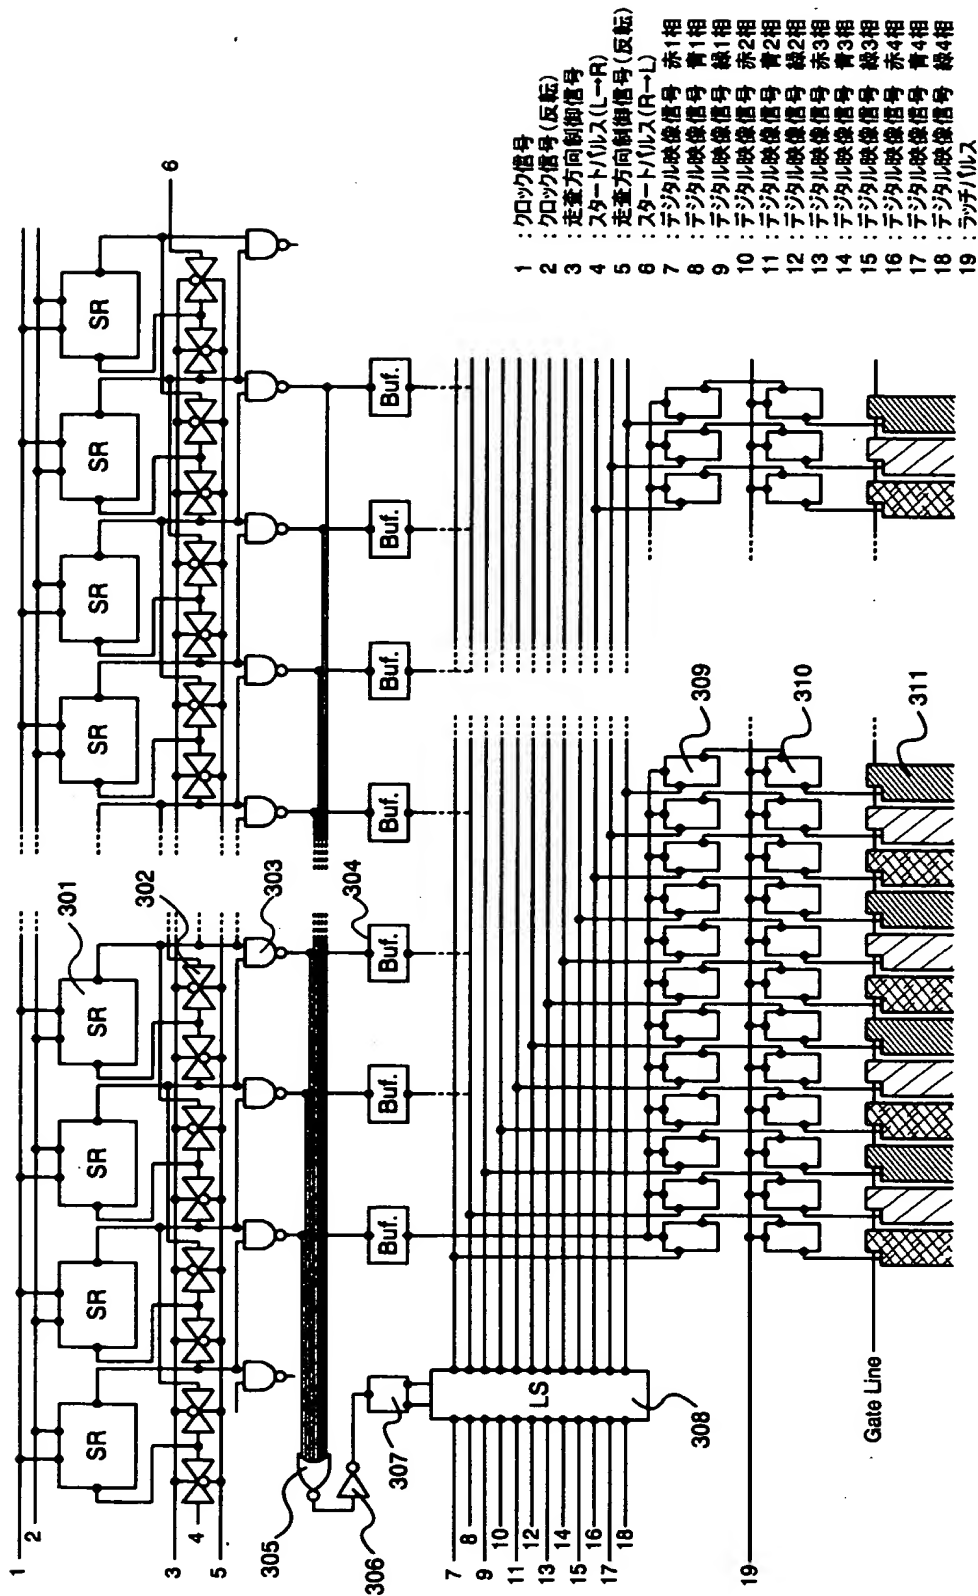 1
2
SR
SR
SR
SR
SR
SR
SR
SR
301
302
3
4
5
6
303
305
306
304
Buf.
Buf.
Buf.
Buf.
Buf.
Buf.
Buf.
307
LS
308
7
8
9
10
11
12
13
14
15
16
17
18
309
19
310
Gate Line
311
1 : クロック信号
2 : クロック信号(反転)
3 : 走査方向制御信号
4 : スタートパルス(L→R)
5 : 走査方向制御信号(反転)
6 : スタートパルス(R→L)
7 : デジタル映像信号 赤1相
8 : デジタル映像信号 青1相
9 : デジタル映像信号 緑1相
10 : デジタル映像信号 赤2相
11 : デジタル映像信号 青2相
12 : デジタル映像信号 緑2相
13 : デジタル映像信号 赤3相
14 : デジタル映像信号 青3相
15 : デジタル映像信号 緑3相
16 : デジタル映像信号 赤4相
17 : デジタル映像信号 青4相
18 : デジタル映像信号 緑4相
19 : ラッチパルス